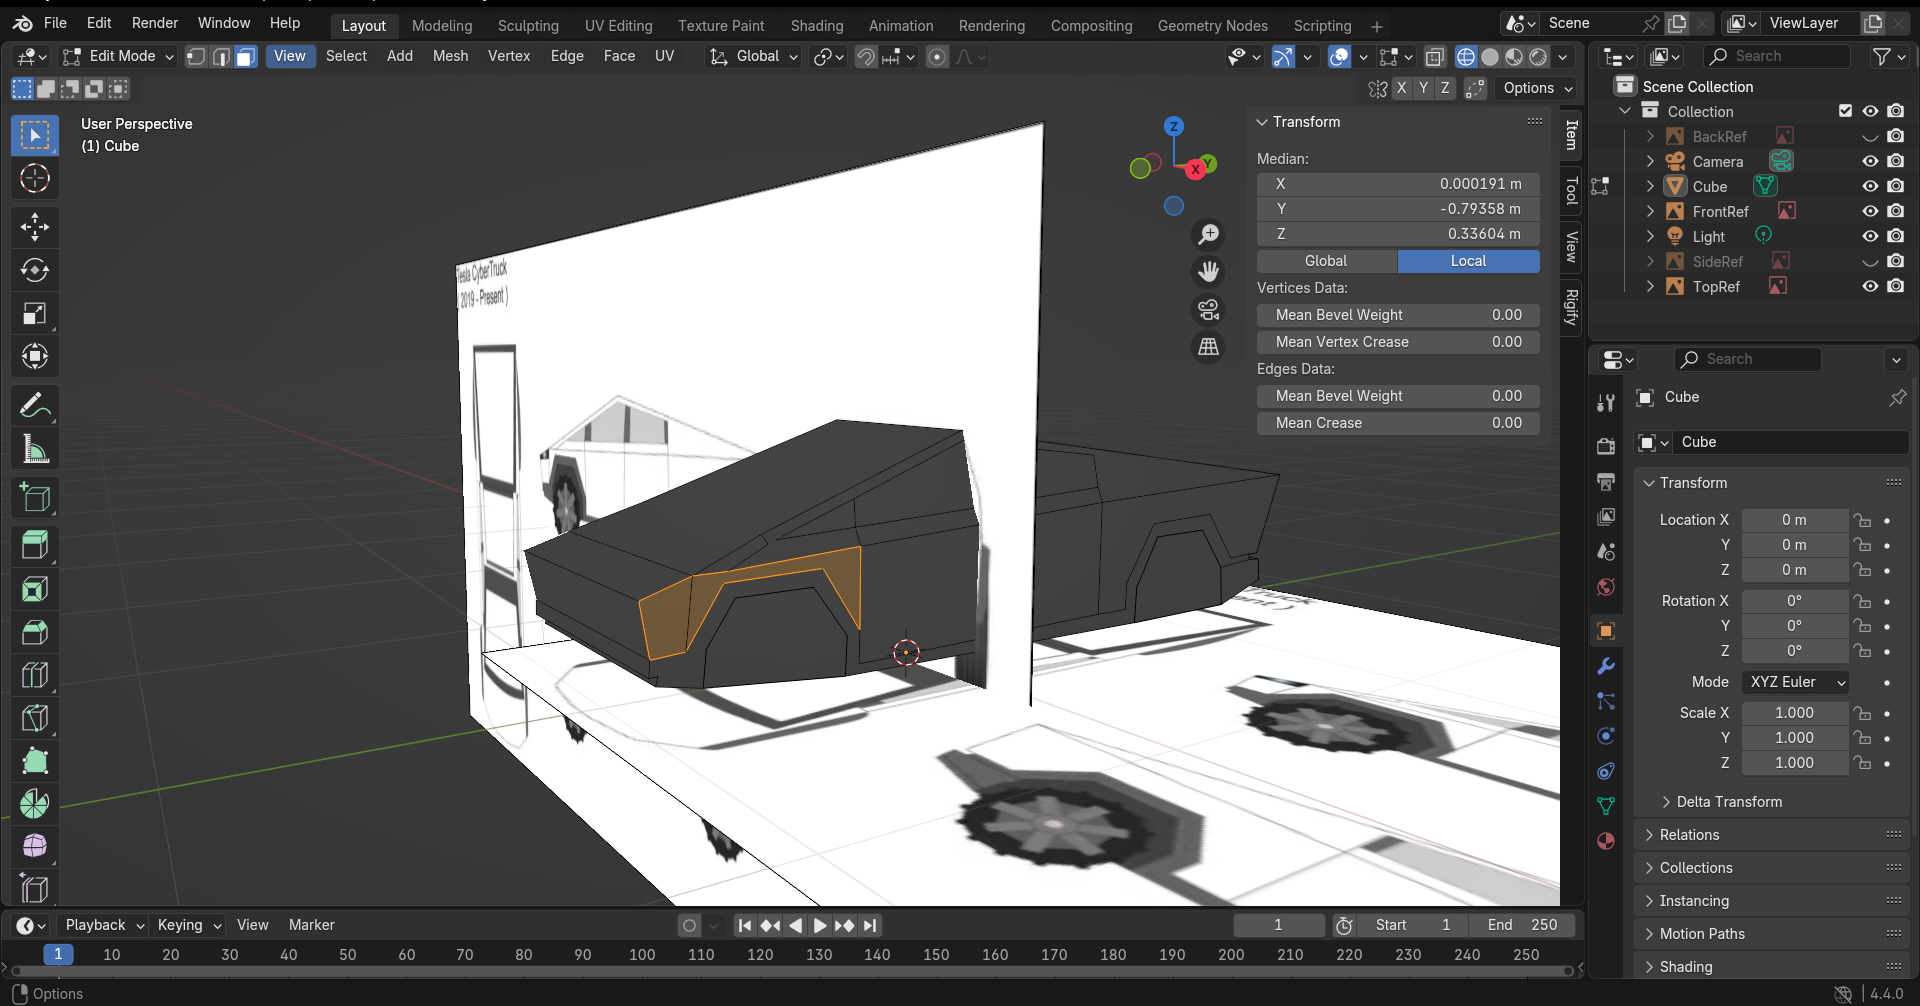 File Edit Render Window Help Layout Modeling Sculpting UV Editing Texture Paint Shading Animation Rendering Compositing Geometry Nodes Scripting + Scene ViewLayer
Edit Mode View Select Add Mesh Vertex Edge Face UV Global Search
X Y Z Options
Scene Collection
Collection
BackRef
Camera
Cube
FrontRef
Light
SideRef
TopRef
User Perspective
(1) Cube
Z
Y
X
Transform
Median:
X 0.000191 m
Y -0.79358 m
Z 0.33604 m
Global Local
Vertices Data:
Mean Bevel Weight 0.00
Mean Vertex Crease 0.00
Edges Data:
Mean Bevel Weight 0.00
Mean Crease 0.00
Item
Tool
View
Rigify
Tesla CyberTruck
( 2019 - Present )
Search
Cube
Cube
Transform
Location X 0 m
Y 0 m
Z 0 m
Rotation X 0°
Y 0°
Z 0°
Mode XYZ Euler
Scale X 1.000
Y 1.000
Z 1.000
Delta Transform
Relations
Collections
Instancing
Motion Paths
Shading
Playback Keying View Marker 1 Start 1 End 250
1 10 20 30 40 50 60 70 80 90 100 110 120 130 140 150 160 170 180 190 200 210 220 230 240 250
Options 4.4.0